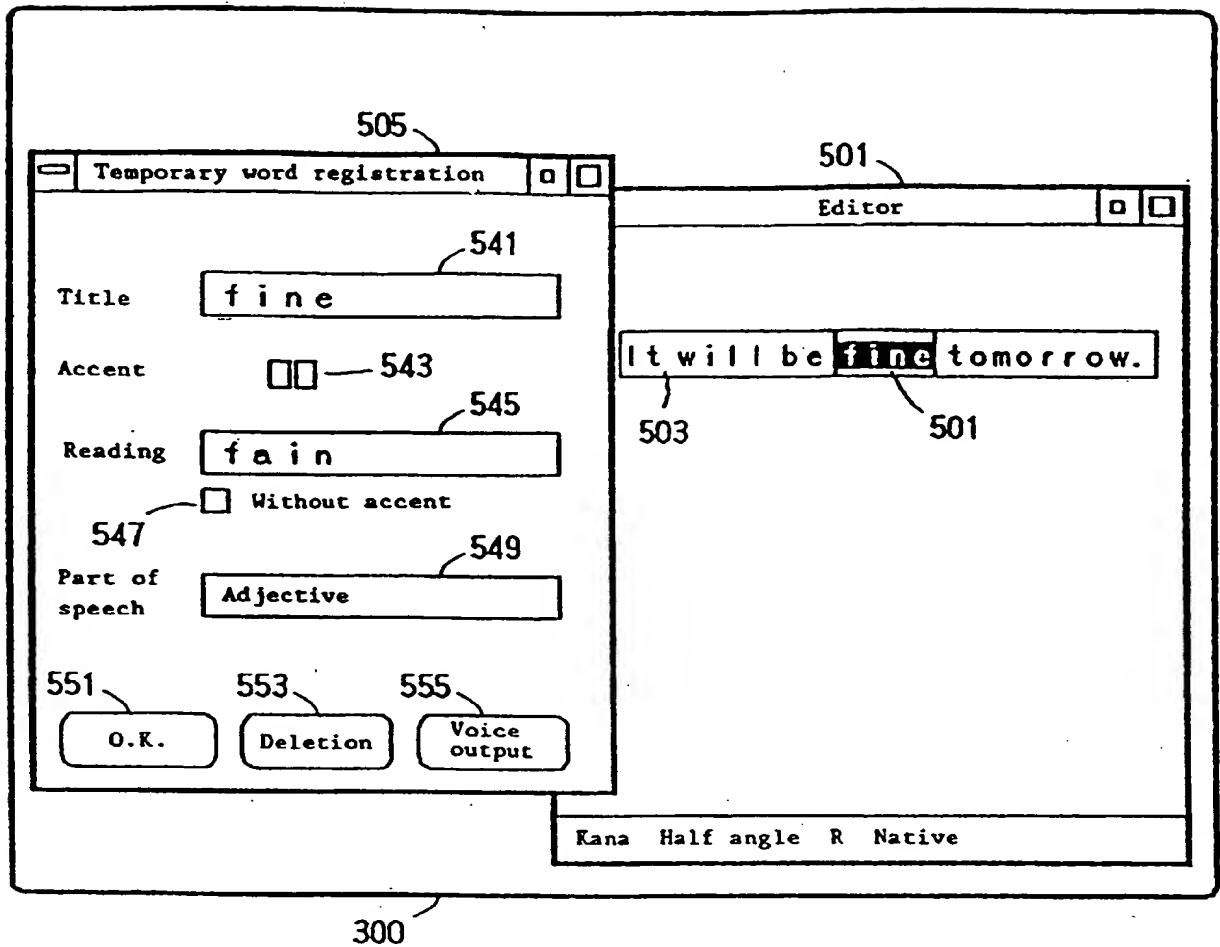 505
Temporary word registration
541
Title fine
Accent 543
545
Reading fain
Without accent
547
549
Part of speech
Adjective
551 553 555
O.K. Deletion Voice output
501
Editor
It will be fine tomorrow.
503 501
Kana Half angle R Native
300